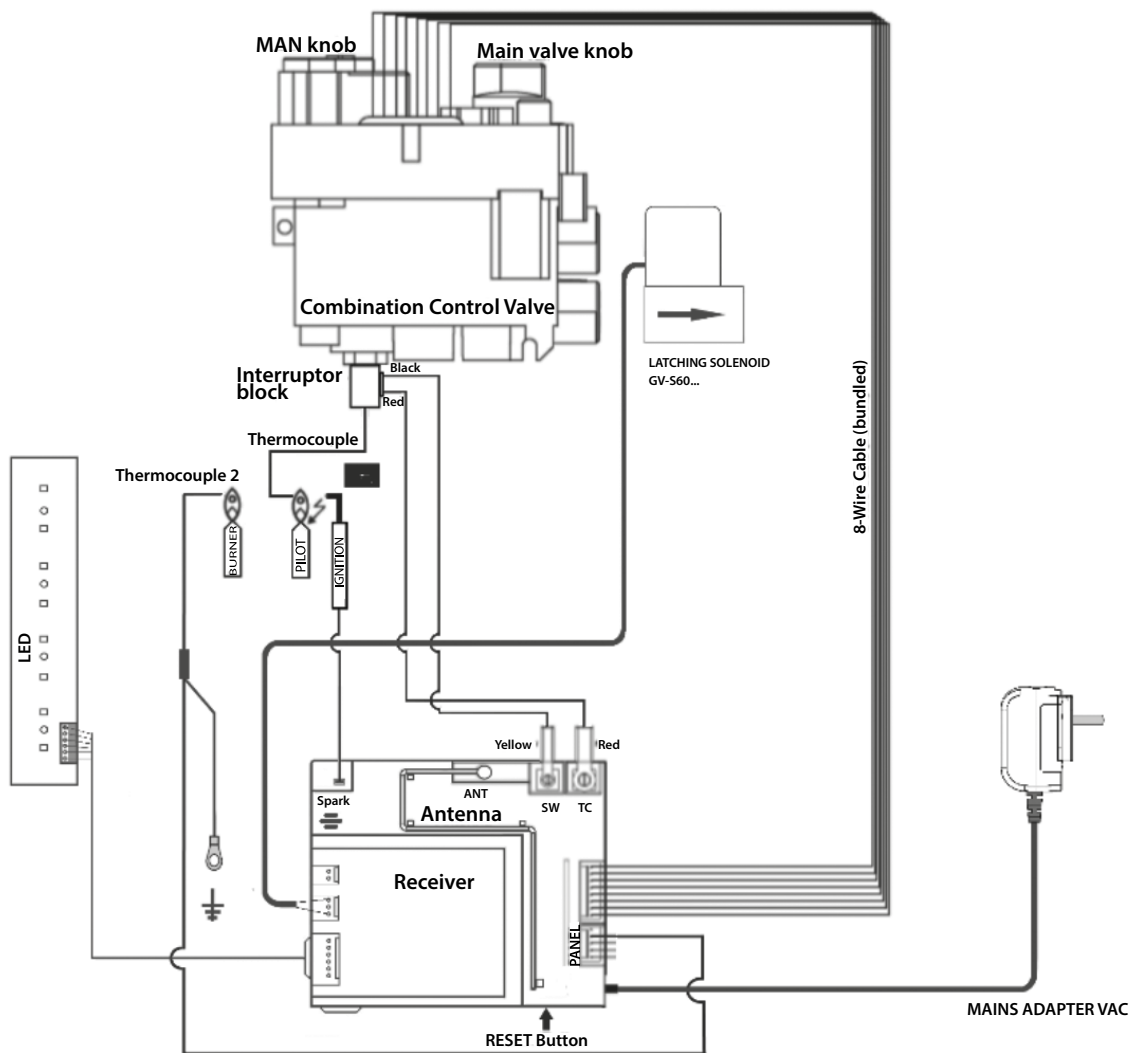 MAN knob
Main valve knob
Combination Control Valve
LATCHING SOLENOID
GV-S60...
8-Wire Cable (bundled)
Interruptor
block
Black
Red
Thermocouple
Thermocouple 2
BURNER
PILOT
IGNITION
LED
Yellow
Red
Spark
ANT
SW
TC
Antenna
Receiver
PANEL
MAINS ADAPTER VAC
RESET Button